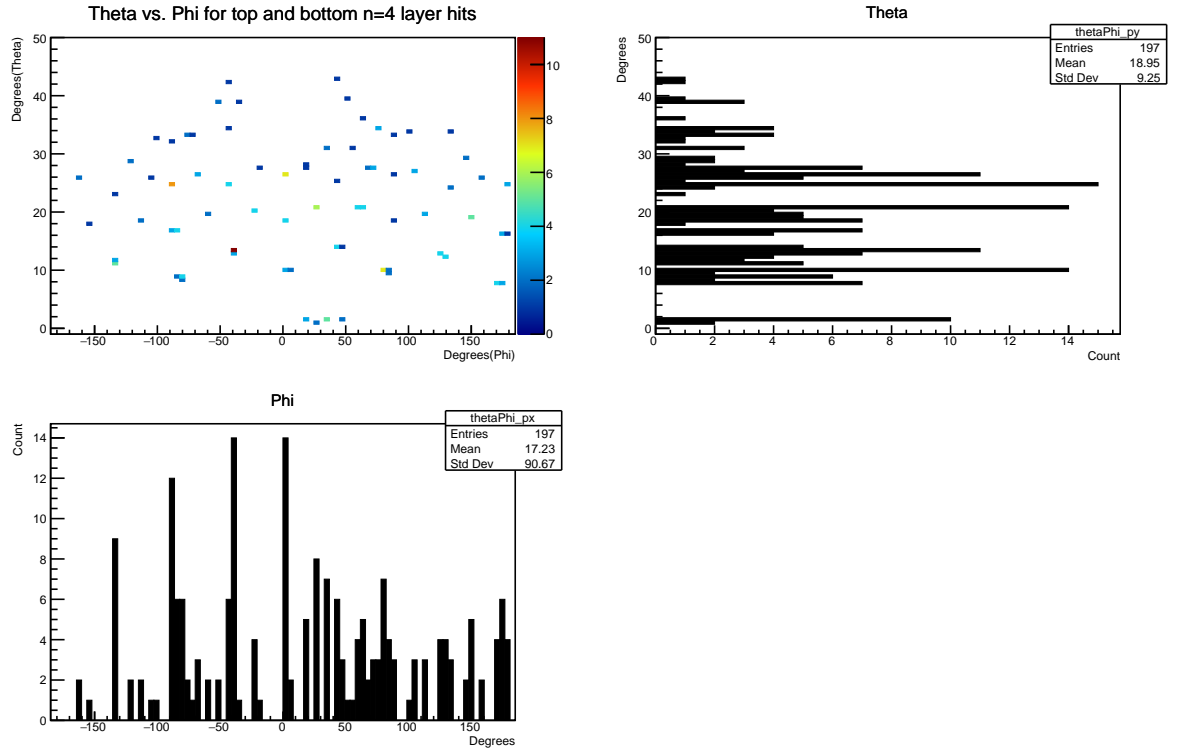 Theta vs. Phi for top and bottom n=4 layer hits
Degrees(Theta)
50
40
30
20
10
0
−150
−100
−50
0
50
100
150
Degrees(Phi)
10
8
6
4
2
0
Theta
thetaPhi_py
Entries 197
Mean 18.95
Std Dev 9.25
Degrees
50
40
30
20
10
0
0
2
4
6
8
10
12
14
Count
Phi
thetaPhi_px
Entries 197
Mean 17.23
Std Dev 90.67
Count
14
12
10
8
6
4
2
0
−150
−100
−50
0
50
100
150
Degrees